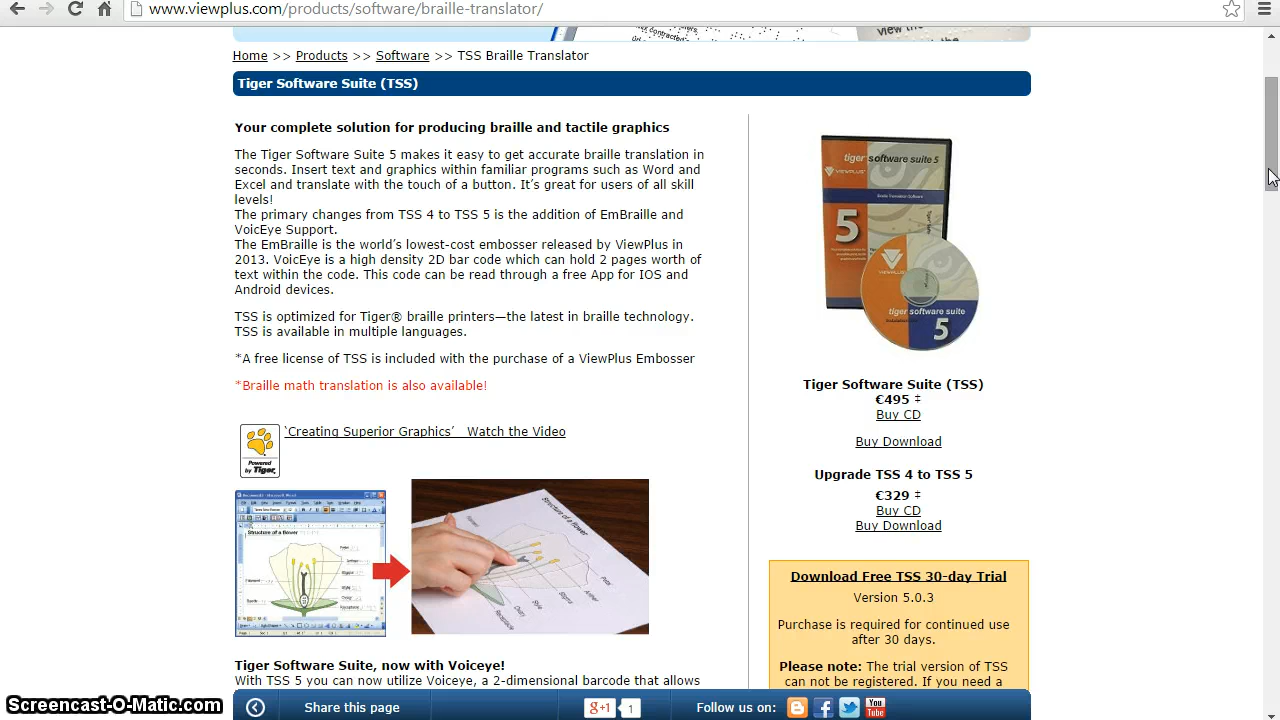 www.viewplus.com/products/software/braille-translator/
Home >> Products >> Software >> TSS Braille Translator
Tiger Software Suite (TSS)
Your complete solution for producing braille and tactile graphics
The Tiger Software Suite 5 makes it easy to get accurate braille translation in
seconds. Insert text and graphics within familiar programs such as Word and
Excel and translate with the touch of a button. It's great for users of all skill
levels!
The primary changes from TSS 4 to TSS 5 is the addition of EmBraille and
VoicEye Support.
The EmBraille is the world's lowest-cost embosser released by ViewPlus in
2013. VoicEye is a high density 2D bar code which can hold 2 pages worth of
text within the code. This code can be read through a free App for IOS and
Android devices.
TSS is optimized for Tiger® braille printers—the latest in braille technology.
TSS is available in multiple languages.
*A free license of TSS is included with the purchase of a ViewPlus Embosser
*Braille math translation is also available!
Powered
by Tiger
‘Creating Superior Graphics’ Watch the Video
Structure of a flower
Structure of a flower
Tiger Software Suite, now with Voiceye!
With TSS 5 you can now utilize Voiceye, a 2-dimensional barcode that allows
tiger software suite 5
VIEWPLUS
5
tiger software suite
5
Tiger Software Suite (TSS)
€495 ‡
Buy CD
Buy Download
Upgrade TSS 4 to TSS 5
€329 ‡
Buy CD
Buy Download
Download Free TSS 30-day Trial
Version 5.0.3
Purchase is required for continued use
after 30 days.
Please note: The trial version of TSS
can not be registered. If you need a
Share this page
g+1 1
Follow us on:
You
Tube
Screencast-O-Matic.com